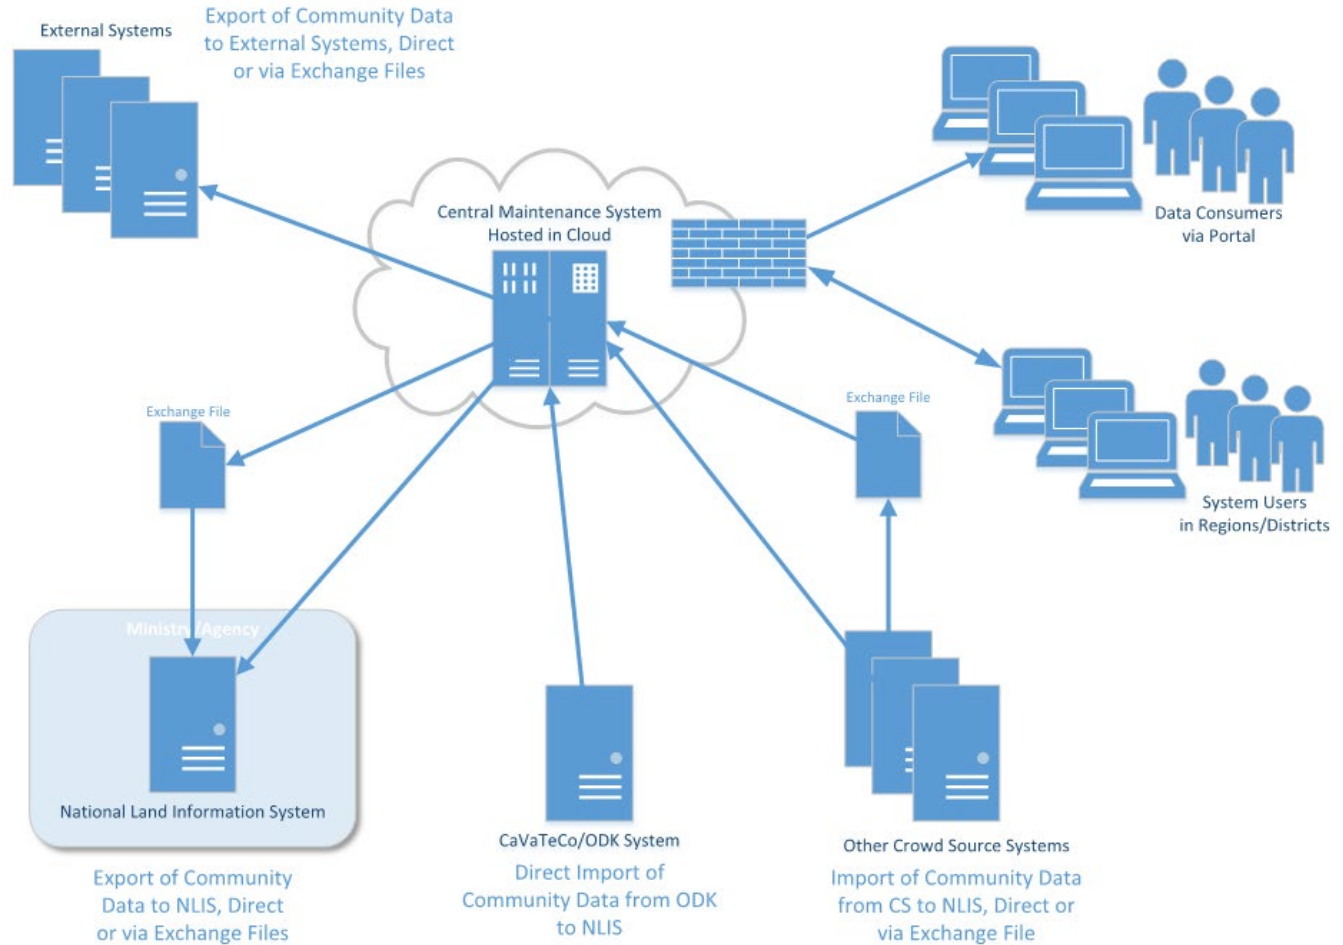 External Systems
Export of Community Data
to External Systems, Direct
or via Exchange Files
Central Maintenance System
Hosted in Cloud
Data Consumers
via Portal
Exchange File
Exchange File
System Users
in Regions/Districts
Ministry/Agency
National Land Information System
Export of Community
Data to NLIS, Direct
or via Exchange Files
CaVaTeCo/ODK System
Direct Import of
Community Data from ODK
to NLIS
Other Crowd Source Systems
Import of Community Data
from CS to NLIS, Direct or
via Exchange File